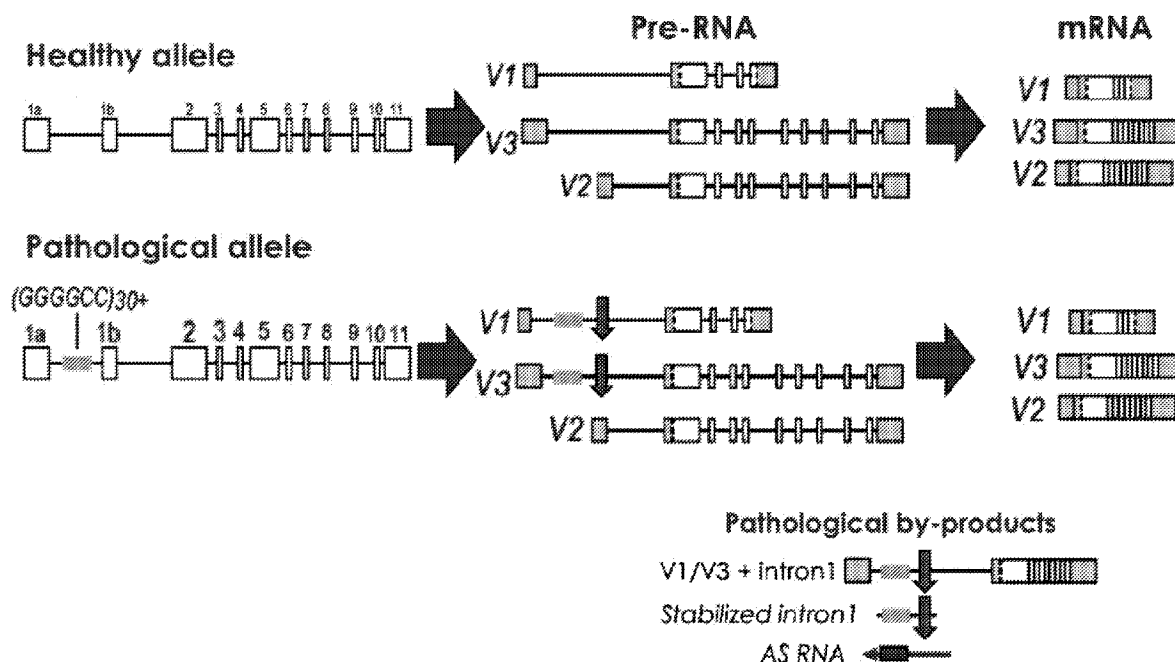 Pre-RNA
mRNA
Healthy allele
1a 1b 2 3 4 5 6 7 8 9 10 11
V1
V3
V2
V1
V3
V2
Pathological allele
(GGGGCC)30+
1a 1b 2 3 4 5 6 7 8 9 10 11
V1
V3
V2
V1
V3
V2
Pathological by-products
V1/V3 + intron1
Stabilized intron1
AS RNA